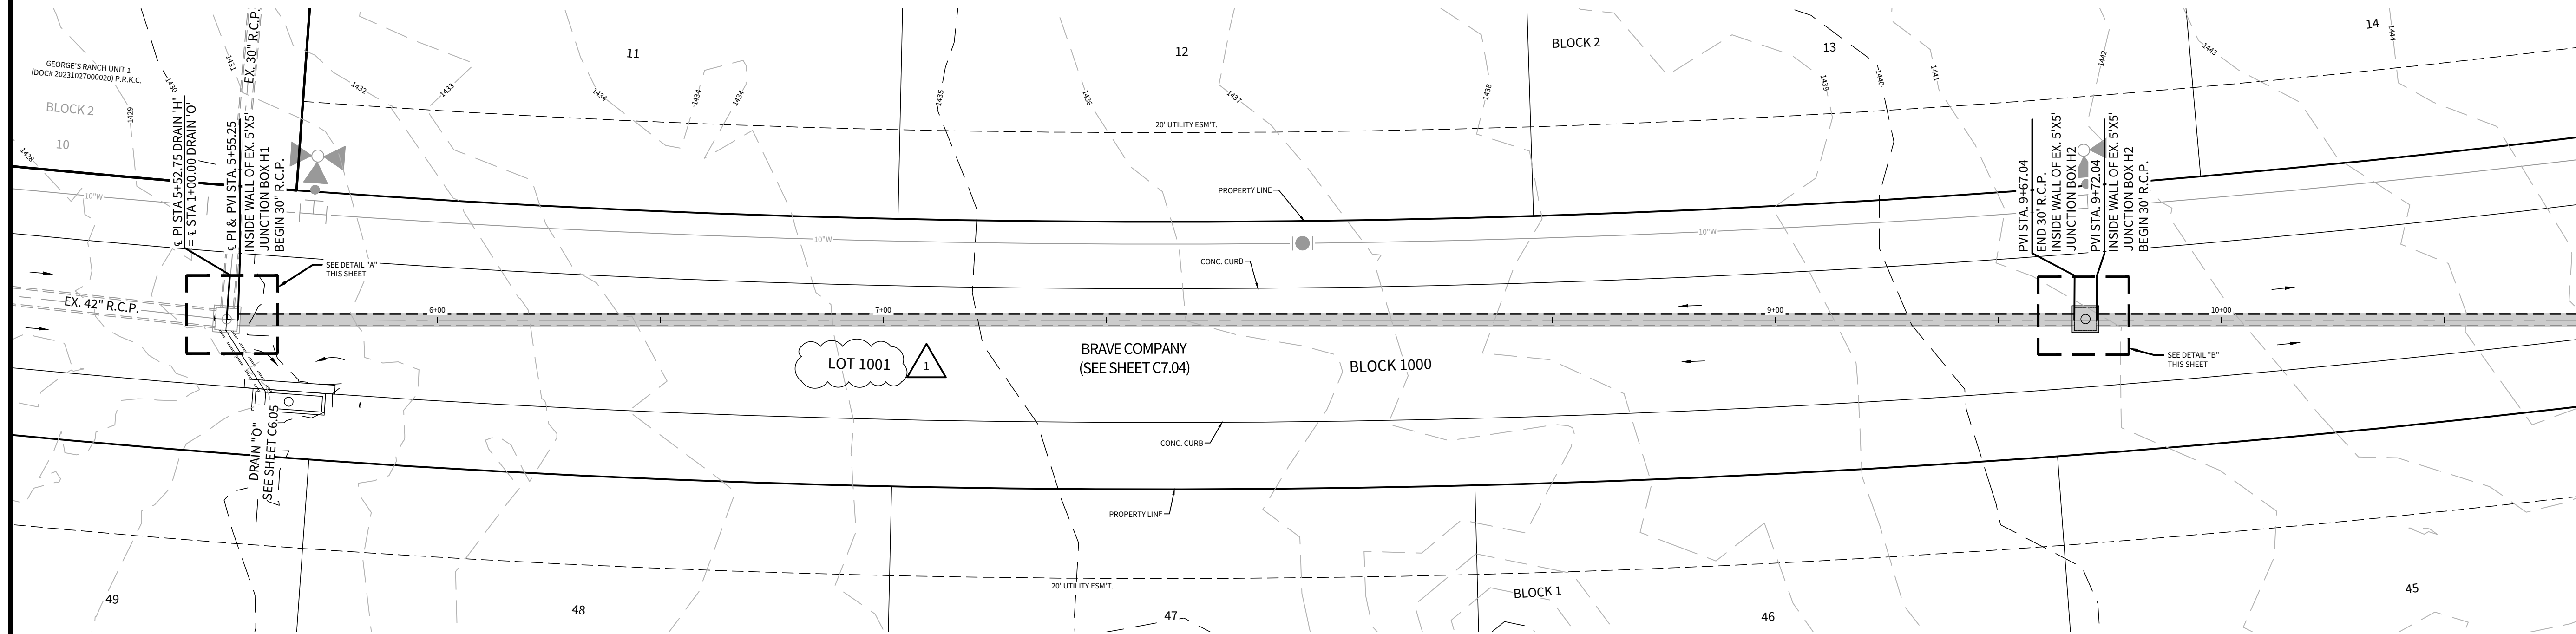 GEORGE'S RANCH UNIT 1
(DOC# 20231027000020) P.R.K.C.
BLOCK 2
10
1428
1429
1430
1431
EX. 30" R.C.P.
1432
1433
11
1434
1434
1434
1435
12
1436
1437
1438
BLOCK 2
13
1439
1440
1441
1442
1443
14
1444
20' UTILITY ESM'T.
℄ PI STA 5+52.75 DRAIN 'H'
= ℄ STA 1+00.00 DRAIN 'O'
℄ PI & PVI STA. 5+55.25
INSIDE WALL OF EX. 5'X5'
JUNCTION BOX H1
BEGIN 30" R.C.P.
10"W
PROPERTY LINE
10"W
10"W
PVI STA. 9+67.04
END 30' R.C.P.
INSIDE WALL OF EX. 5'X5'
JUNCTION BOX H2
PVI STA. 9+72.04
INSIDE WALL OF EX. 5'X5'
JUNCTION BOX H2
BEGIN 30' R.C.P.
SEE DETAIL "A"
THIS SHEET
CONC. CURB
EX. 42" R.C.P.
6+00
7+00
9+00
10+00
LOT 1001
1
BRAVE COMPANY
(SEE SHEET C7.04)
BLOCK 1000
SEE DETAIL "B"
THIS SHEET
DRAIN "O"
SEE SHEET C6.05
CONC. CURB
PROPERTY LINE
20' UTILITY ESM'T.
49
48
47
BLOCK 1
46
45